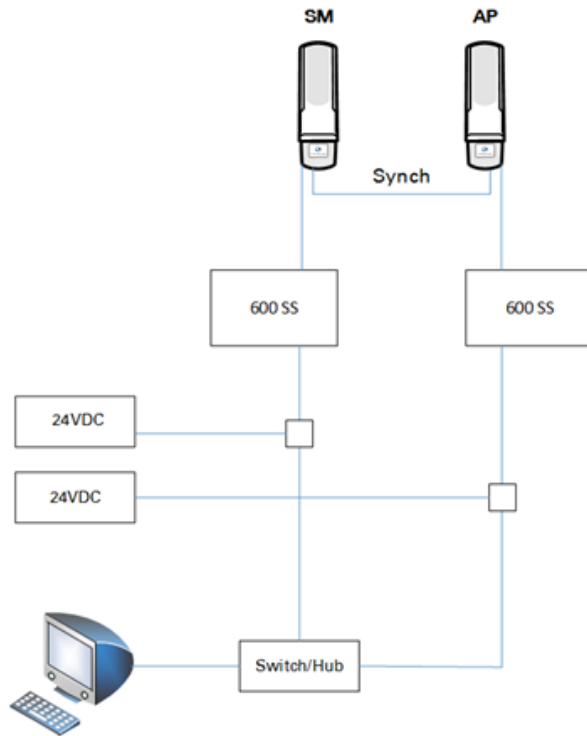 SM
AP
Synch
600 SS
600 SS
24VDC
24VDC
Switch/Hub